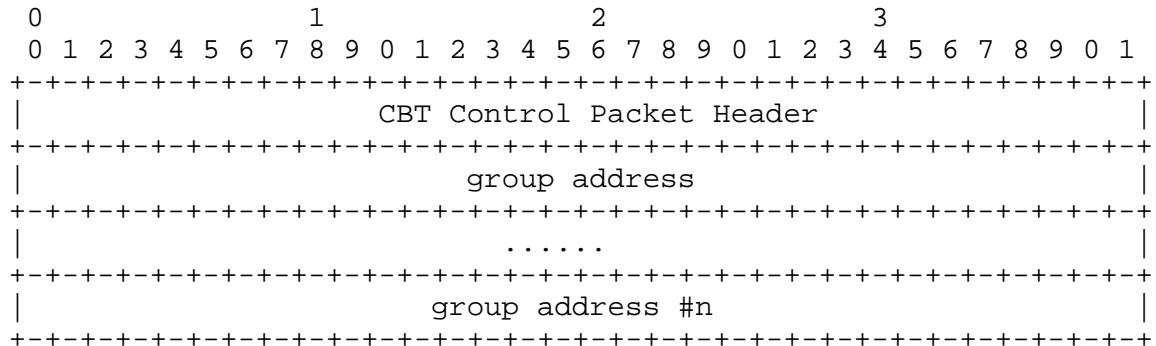 0                   1                   2                   3
0 1 2 3 4 5 6 7 8 9 0 1 2 3 4 5 6 7 8 9 0 1 2 3 4 5 6 7 8 9 0 1
+-+-+-+-+-+-+-+-+-+-+-+-+-+-+-+-+-+-+-+-+-+-+-+-+-+-+-+-+-+-+-+-+
|                    CBT Control Packet Header                  |
+-+-+-+-+-+-+-+-+-+-+-+-+-+-+-+-+-+-+-+-+-+-+-+-+-+-+-+-+-+-+-+-+
|                         group address                         |
+-+-+-+-+-+-+-+-+-+-+-+-+-+-+-+-+-+-+-+-+-+-+-+-+-+-+-+-+-+-+-+-+
|                           ......                              |
+-+-+-+-+-+-+-+-+-+-+-+-+-+-+-+-+-+-+-+-+-+-+-+-+-+-+-+-+-+-+-+-+
|                       group address #n                        |
+-+-+-+-+-+-+-+-+-+-+-+-+-+-+-+-+-+-+-+-+-+-+-+-+-+-+-+-+-+-+-+-+